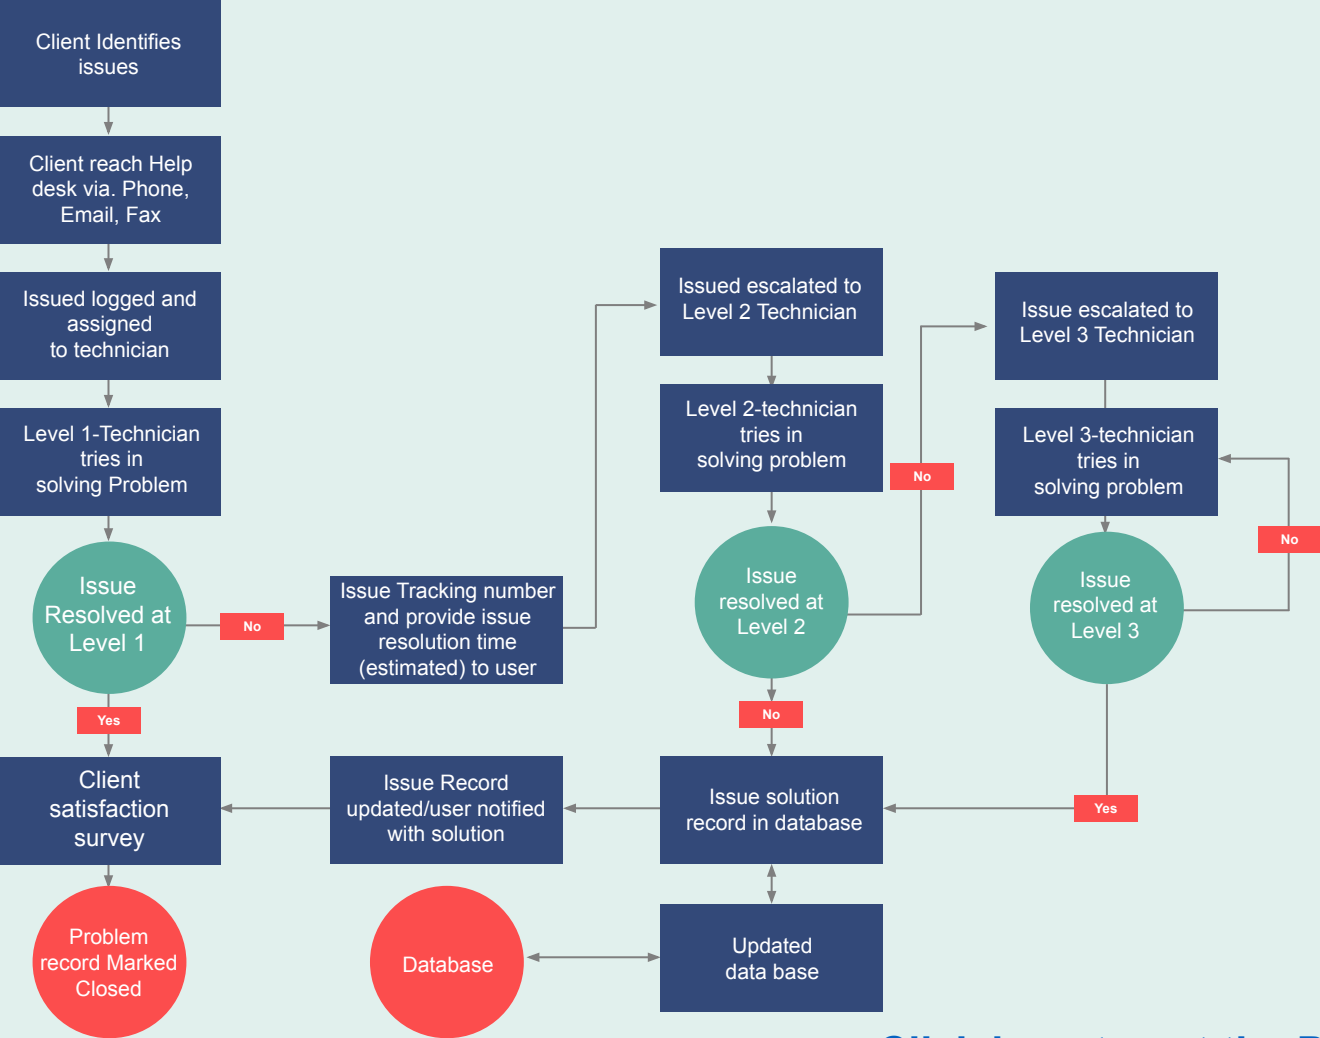 Client Identifies
issues
Client reach Help
desk via. Phone,
Email, Fax
Issued logged and
assigned
to technician
Level 1-Technician
tries in
solving Problem
Issue
Resolved at
Level 1
No
Yes
Issue Tracking number
and provide issue
resolution time
(estimated) to user
Issued escalated to
Level 2 Technician
Level 2-technician
tries in
solving problem
Issue
resolved at
Level 2
No
No
Issue escalated to
Level 3 Technician
Level 3-technician
tries in
solving problem
Issue
resolved at
Level 3
No
Yes
Issue solution
record in database
Issue Record
updated/user notified
with solution
Client
satisfaction
survey
Problem
record Marked
Closed
Database
Updated
data base